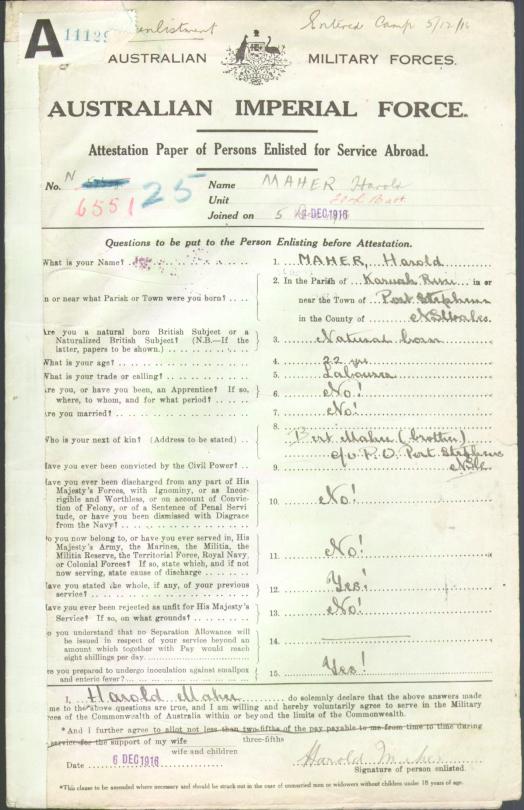 A 11129 enlistment Entered Camp 5/12/16
AUSTRALIAN MILITARY FORCES.
AUSTRALIAN IMPERIAL FORCE.
Attestation Paper of Persons Enlisted for Service Abroad.
No. N 6551 25 Name MAHER Harold
Unit
Joined on 5 6 DEC 1916
Questions to be put to the Person Enlisting before Attestation.
What is your Name? 1. MAHER, Harold
2. In the Parish of Karuah River in or
n or near what Parish or Town were you born? near the Town of Port Stephens
in the County of NSWales
Are you a natural born British Subject or a
Naturalized British Subject? (N.B.—If the 3. Natural born
latter, papers to be shown.)
What is your age? 4. 22 yrs
What is your trade or calling? 5. Labourer
Are you, or have you been, an Apprentice? If so, 6. No!
where, to whom, and for what period?
Are you married? 7. No!
8.
Who is your next of kin? (Address to be stated) Bert Maher (brother)
c/o P.O. Port Stephens
Have you ever been convicted by the Civil Power? 9. NSW
Have you ever been discharged from any part of His
Majesty's Forces, with Ignominy, or as Incor-
rigible and Worthless, or on account of Convic-
tion of Felony, or of a Sentence of Penal Servi- 10. No!
tude, or have you been dismissed with Disgrace
from the Navy?
Do you now belong to, or have you ever served in, His
Majesty's Army, the Marines, the Militia, the
Militia Reserve, the Territorial Force, Royal Navy, 11. No!
or Colonial Forces? If so, state which, and if not
now serving, state cause of discharge
Have you stated the whole, if any, of your previous 12. Yes!
service?
Have you ever been rejected as unfit for His Majesty's 13. No!
Service? If so, on what grounds?
Do you understand that no Separation Allowance will
be issued in respect of your service beyond an 14.
amount which together with Pay would reach
eight shillings per day.
Are you prepared to undergo inoculation against smallpox 15. Yes!
and enteric fever?
I, Harold Maher do solemnly declare that the above answers made
me to the above questions are true, and I am willing and hereby voluntarily agree to serve in the Military
ces of the Commonwealth of Australia within or beyond the limits of the Commonwealth.
*And I further agree to allot not less than two-fifths of the pay payable to me from time to time during
three-fifths
service for the support of my wife
wife and children
Date 6 DEC 1916 Harold Maher
Signature of person enlisted.
*This clause to be amended where necessary and should be struck out in the case of unmarried men or widowers without children under 18 years of age.